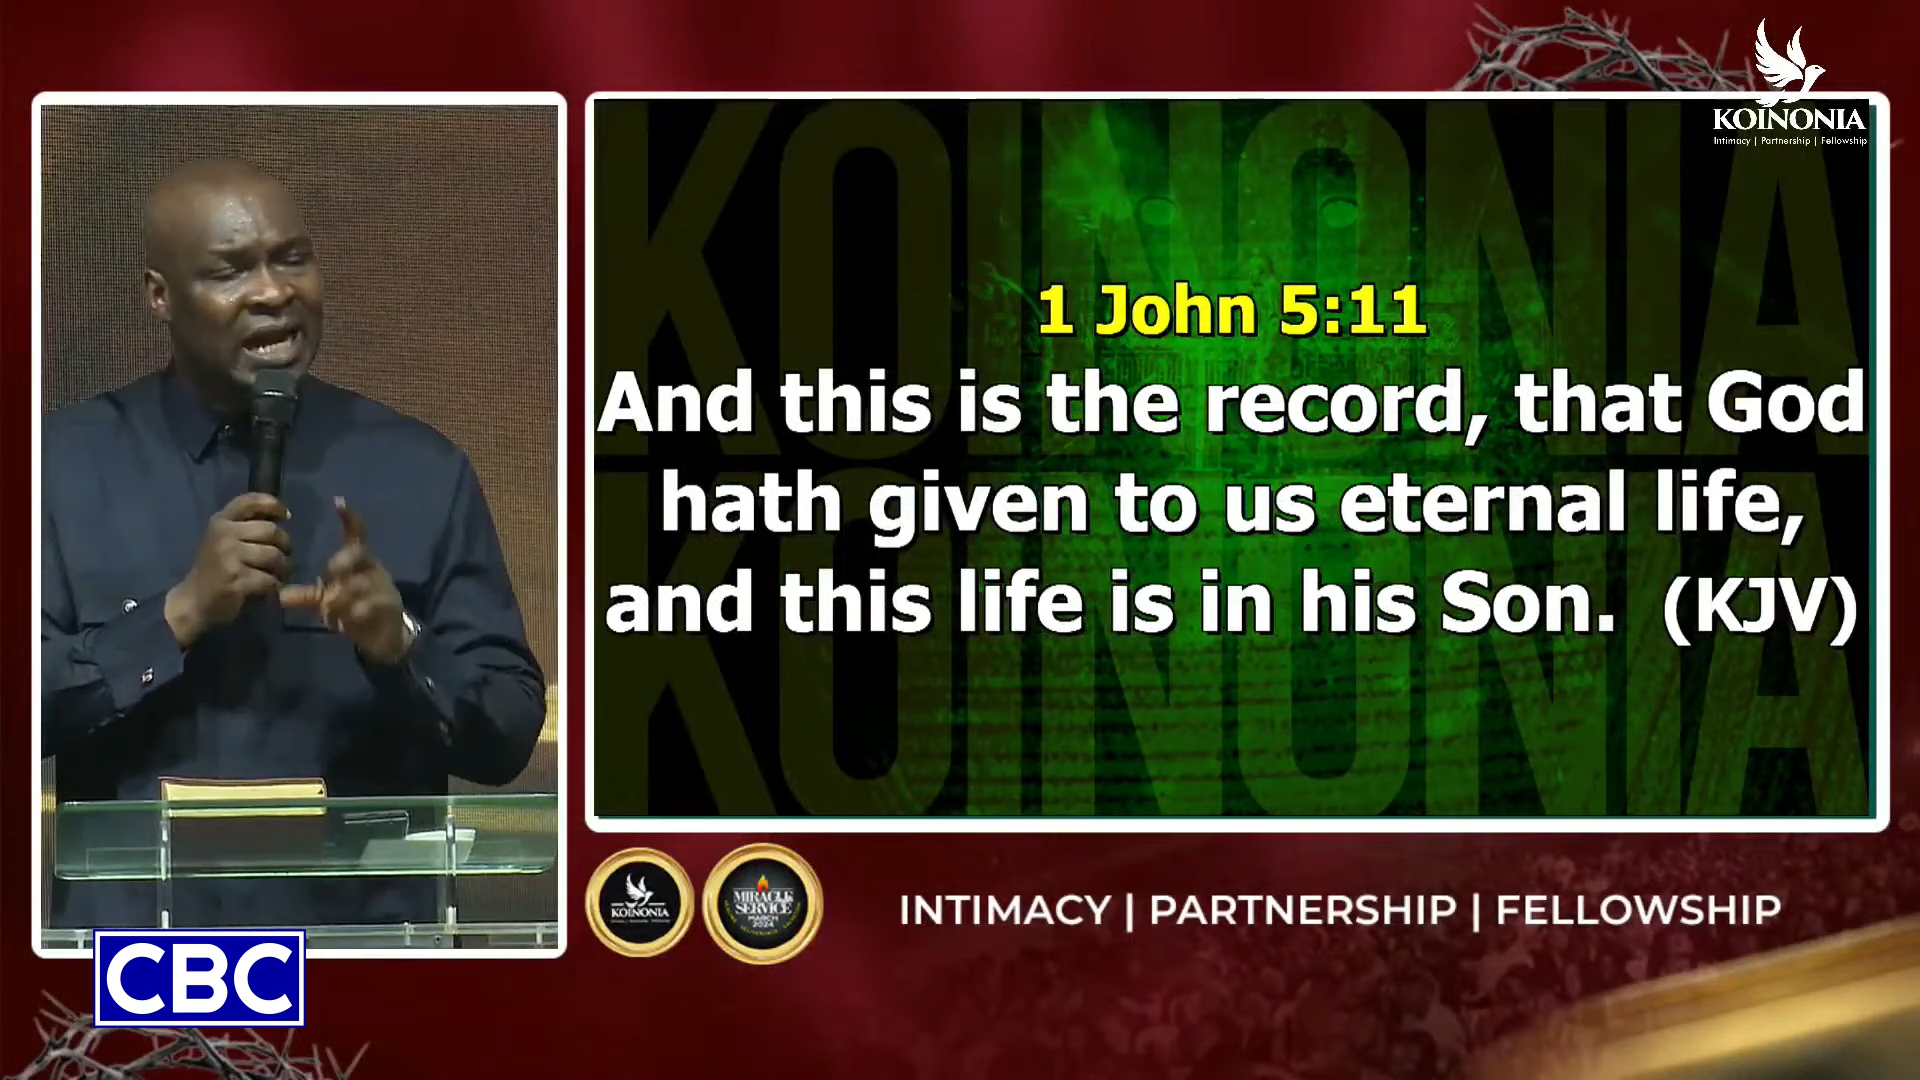 KOINONIA
Intimacy | Partnership | Fellowship
KOINONIA
KOINONIA
1 John 5:11
And this is the record, that God
hath given to us eternal life,
and this life is in his Son. (KJV)
KOINONIA
MIRACLE
SERVICE
MARCH
2024
INTIMACY | PARTNERSHIP | FELLOWSHIP
CBC